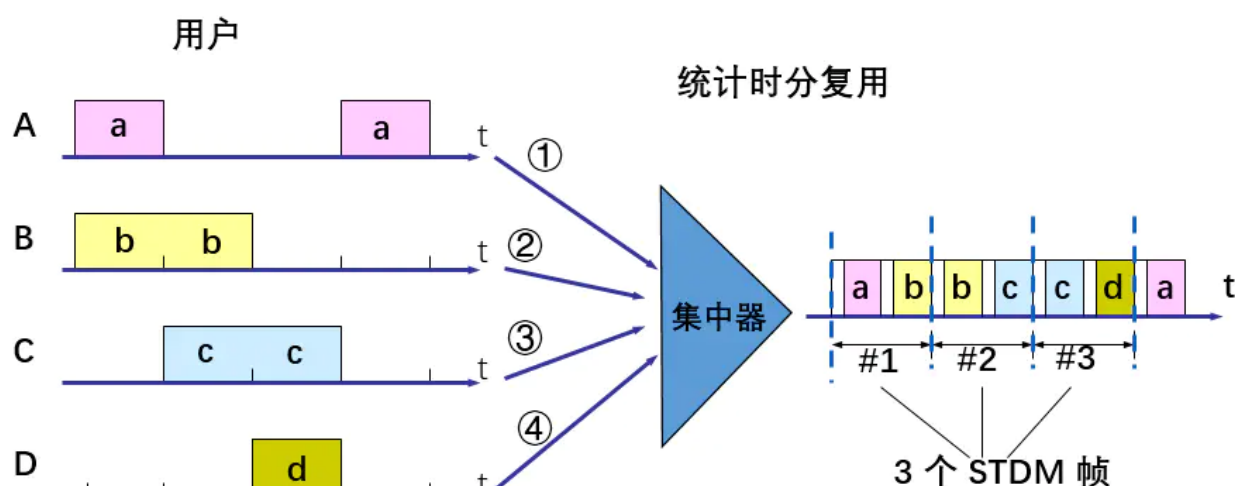 用户
统计时分复用
A a a t ①
B b b t ②
C c c t ③
D d t ④
集中器
a b b c c d a t
#1 #2 #3
3 个 STDM 帧